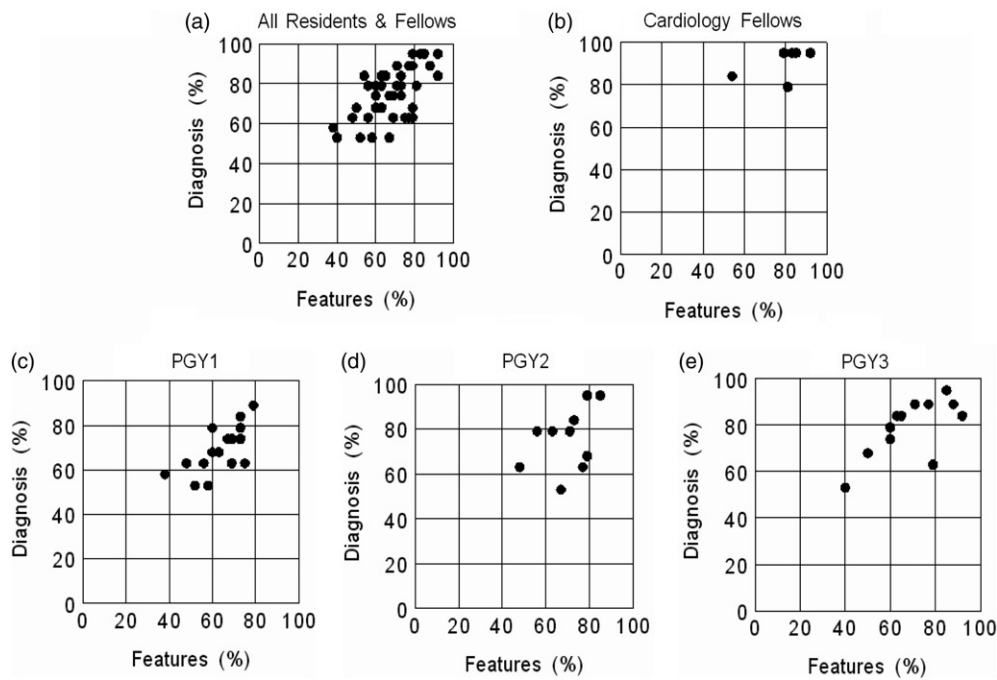 (a) All Residents & Fellows
100
80
60
40
20
0
Diagnosis (%)
0 20 40 60 80 100
Features (%)
(b) Cardiology Fellows
100
80
60
40
20
0
Diagnosis (%)
0 20 40 60 80 100
Features (%)
(c) PGY1
100
80
60
40
20
0
Diagnosis (%)
0 20 40 60 80 100
Features (%)
(d) PGY2
100
80
60
40
20
0
Diagnosis (%)
0 20 40 60 80 100
Features (%)
(e) PGY3
100
80
60
40
20
0
Diagnosis (%)
0 20 40 60 80 100
Features (%)